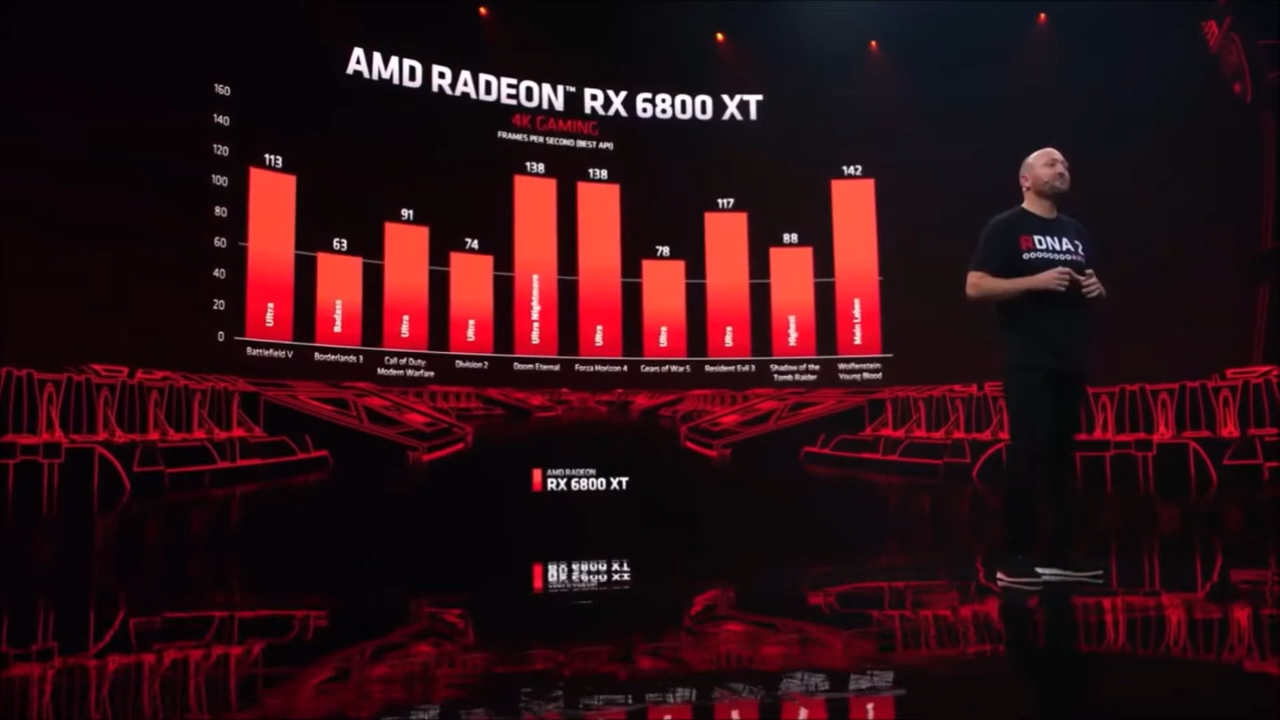 AMD RADEON™ RX 6800 XT
4K GAMING
FRAMES PER SECOND (BEST API)
160
140
120
100
80
60
40
20
0
113
63
91
74
138
138
78
117
88
142
Ultra
Badass
Ultra
Ultra
Ultra Nightmare
Ultra
Ultra
Ultra
Highest
Mein Leben
Battlefield V
Borderlands 3
Call of Duty:
Modern Warfare
Division 2
Doom Eternal
Forza Horizon 4
Gears of War 5
Resident Evil 3
Shadow of the
Tomb Raider
Wolfenstein
Young Blood
RDNA 2
AMD RADEON
RX 6800 XT